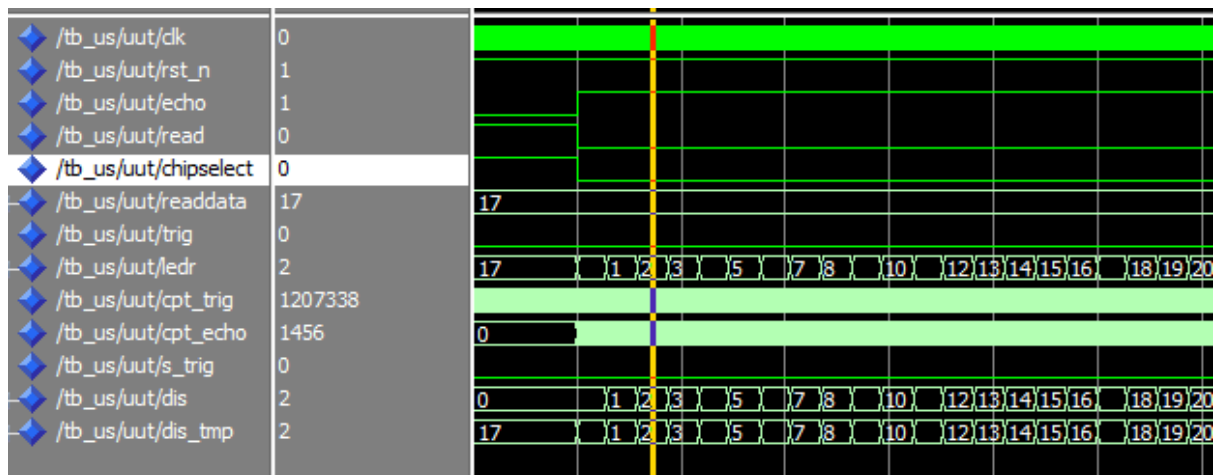 /tb_us/uut/clk 0
/tb_us/uut/rst_n 1
/tb_us/uut/echo 1
/tb_us/uut/read 0
/tb_us/uut/chipselect 0
/tb_us/uut/readdata 17 17
/tb_us/uut/trig 0
/tb_us/uut/ledr 2 17 1 2 3 5 7 8 10 12 13 14 15 16 18 19 20
/tb_us/uut/cpt_trig 1207338
/tb_us/uut/cpt_echo 1456 0
/tb_us/uut/s_trig 0
/tb_us/uut/dis 2 0 1 2 3 5 7 8 10 12 13 14 15 16 18 19 20
/tb_us/uut/dis_tmp 2 17 1 2 3 5 7 8 10 12 13 14 15 16 18 19 20